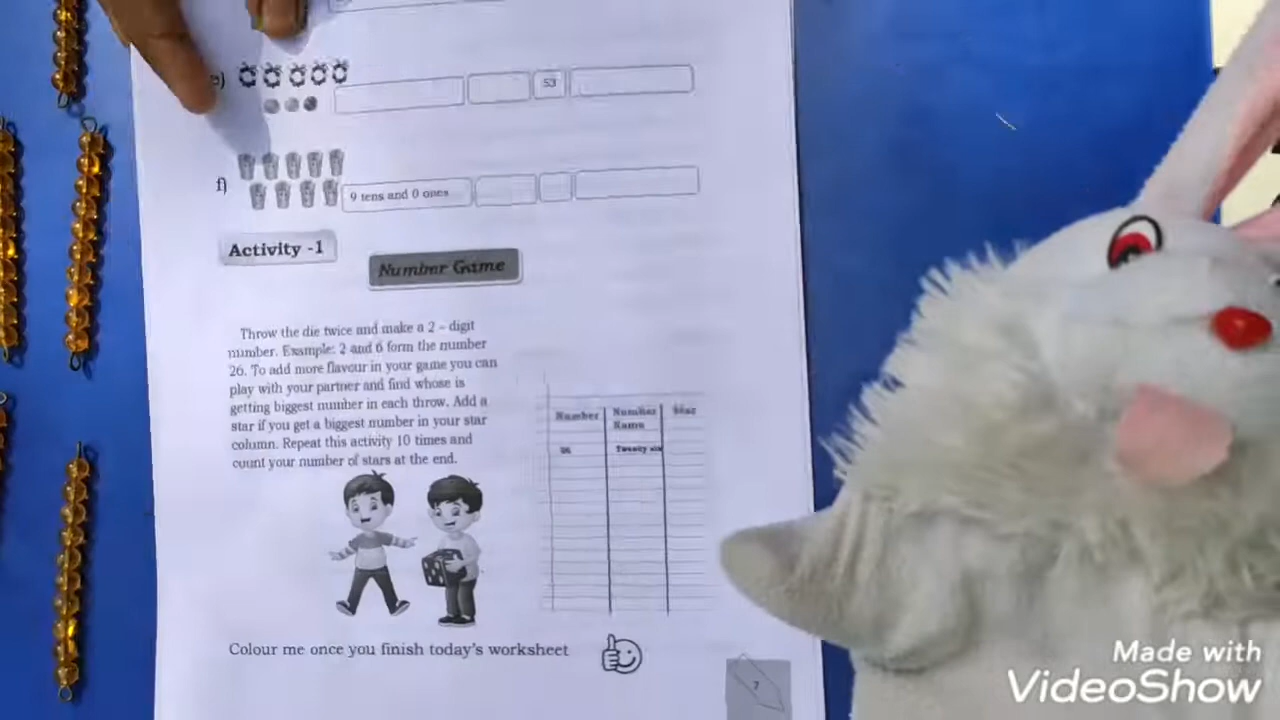 e)
53
f)
9 tens and 0 ones
Activity -1
Number Game
Throw the die twice and make a 2 - digit
number. Example: 2 and 6 form the number
26. To add more flavour in your game you can
play with your partner and find whose is
getting biggest number in each throw. Add a
star if you get a biggest number in your star
column. Repeat this activity 10 times and
count your number of stars at the end.
Number
Number
Name
Star
26
Twenty six
Colour me once you finish today's worksheet
7
Made with
VideoShow